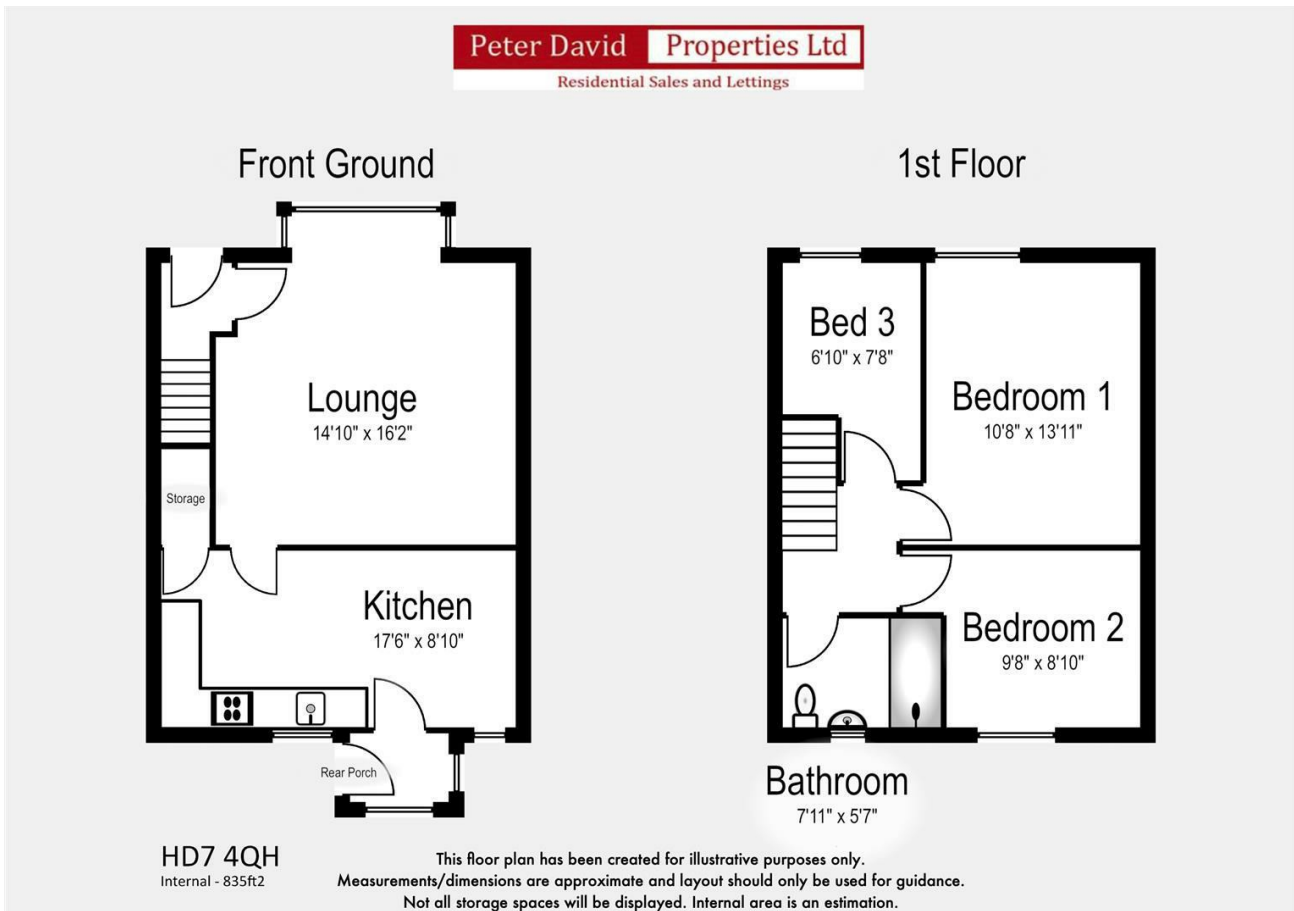 Peter David Properties Ltd
Residential Sales and Lettings
Front Ground
1st Floor
Lounge
14'10" x 16'2"
Storage
Kitchen
17'6" x 8'10"
Rear Porch
Bed 3
6'10" x 7'8"
Bedroom 1
10'8" x 13'11"
Bedroom 2
9'8" x 8'10"
Bathroom
7'11" x 5'7"
HD7 4QH
Internal - 835ft2
This floor plan has been created for illustrative purposes only.
Measurements/dimensions are approximate and layout should only be used for guidance.
Not all storage spaces will be displayed. Internal area is an estimation.